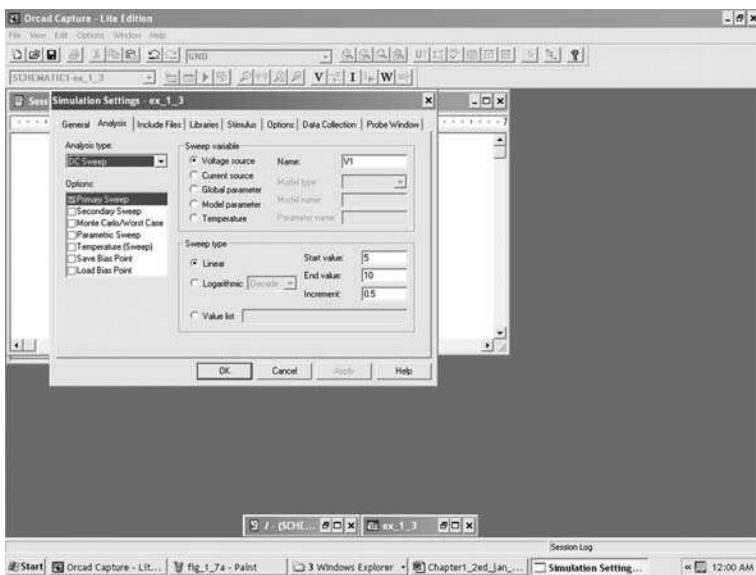 Orcad Capture - Lite Edition
File View Edit Options Window Help
GND
SCHEMATIC1-ex_1_3
V I W
Sess
Simulation Settings - ex_1_3
General Analysis Include Files Libraries Stimulus Options Data Collection Probe Window
7
Analysis type:
DC Sweep
Options:
Primary Sweep
Secondary Sweep
Monte Carlo/Worst Case
Parametric Sweep
Temperature (Sweep)
Save Bias Point
Load Bias Point
Sweep variable
Voltage source
Current source
Global parameter
Model parameter
Temperature
Name: V1
Model type:
Model name:
Parameter name:
Sweep type
Linear
Logarithmic Decade
Value list
Start value: 5
End value: 10
Increment: 0.5
OK Cancel Apply Help
/ - (SCHE... ex_1_3
Session Log
Start Orcad Capture - Lit... fig_1_7a - Paint 3 Windows Explorer Chapter1_2ed_jan_... Simulation Setting... « 12:00 AM